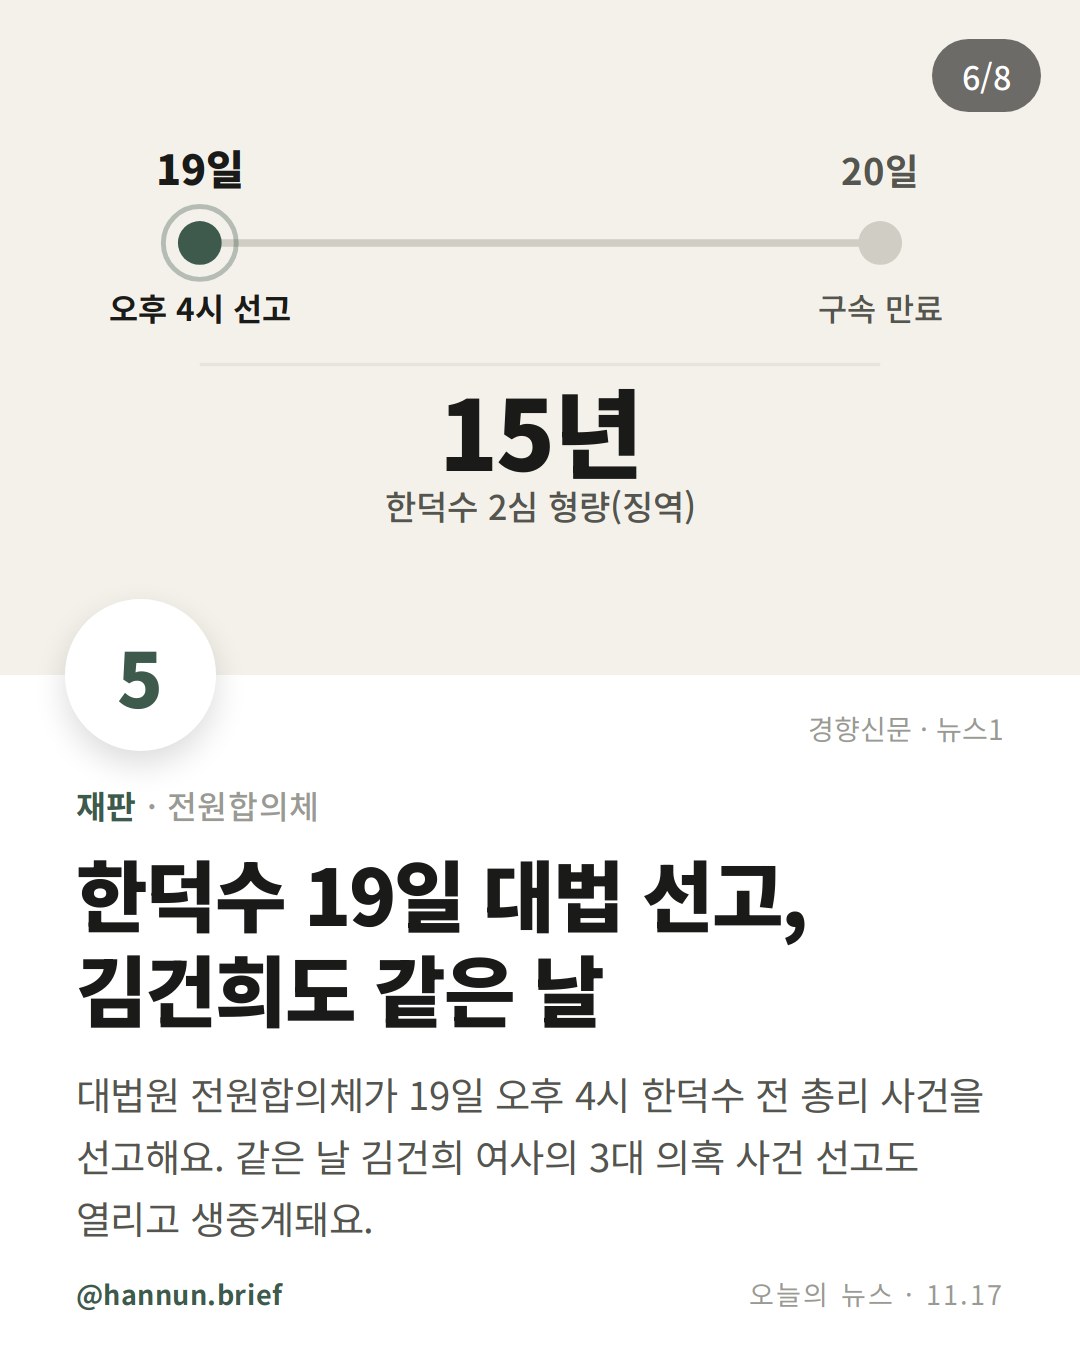 6/8
19일
20일
오후 4시 선고
구속 만료
15년
한덕수 2심 형량(징역)
5
경향신문 · 뉴스1
재판 · 전원합의체
한덕수 19일 대법 선고,
김건희도 같은 날
대법원 전원합의체가 19일 오후 4시 한덕수 전 총리 사건을
선고해요. 같은 날 김건희 여사의 3대 의혹 사건 선고도
열리고 생중계돼요.
@hannun.brief
오늘의 뉴스 · 11.17